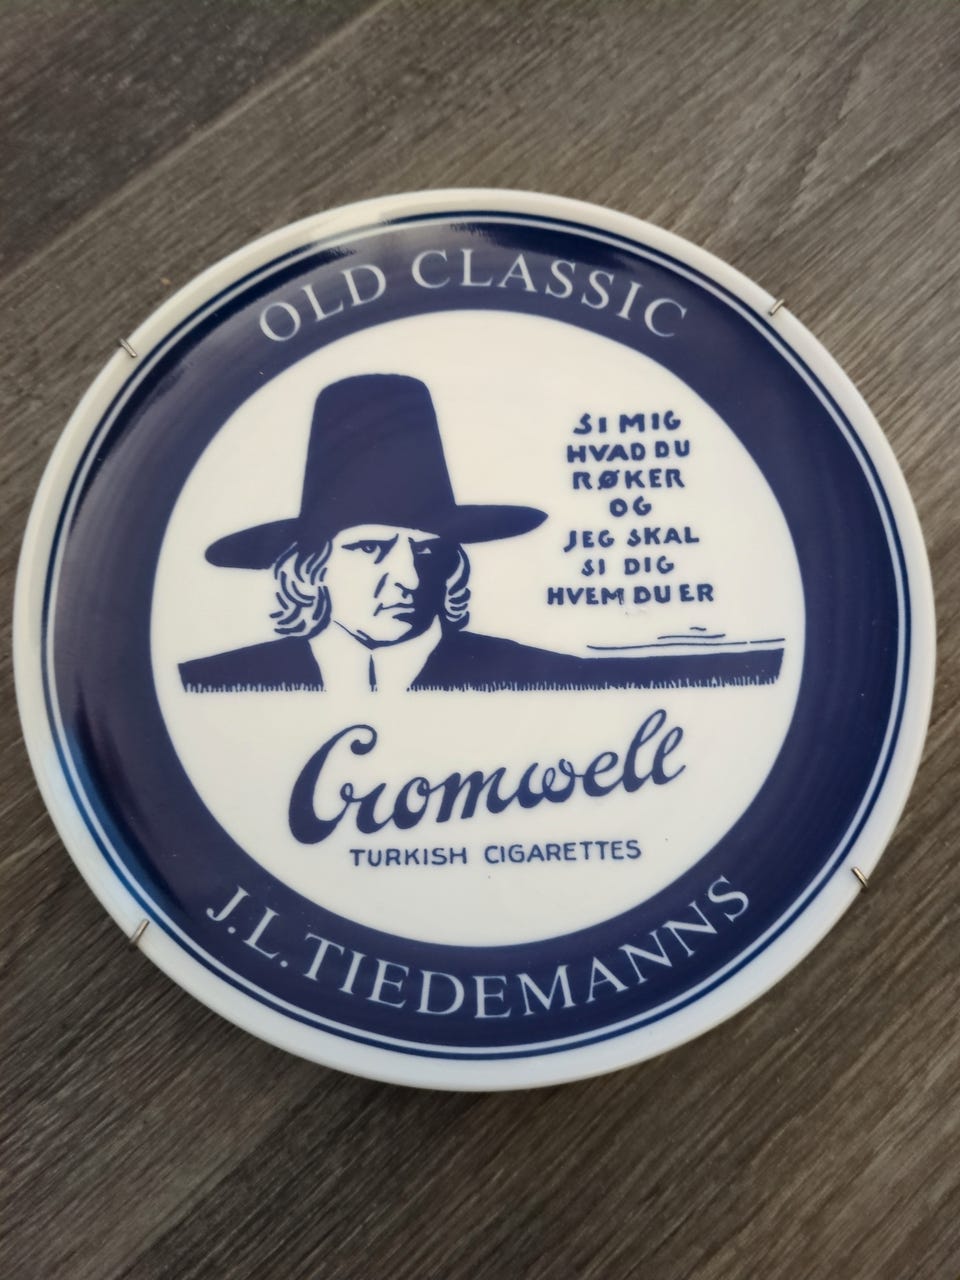 OLD CLASSIC
SI MIG
HVAD DU
RØKER
OG
JEG SKAL
SI DIG
HVEM DU ER
Cromwell
TURKISH CIGARETTES
J.L. TIEDEMANNS